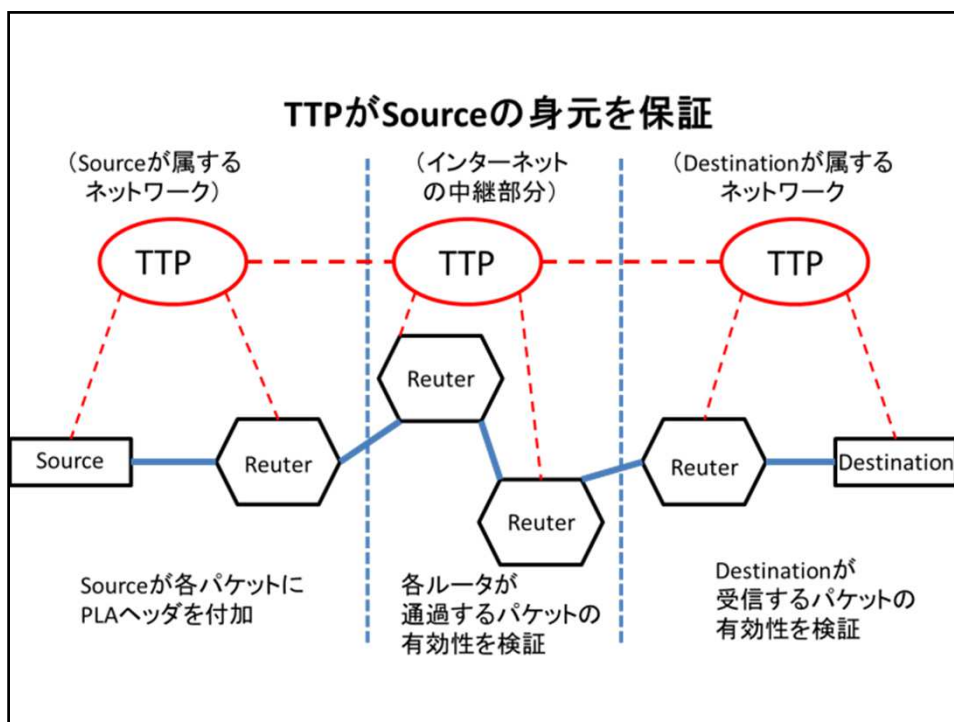 TTPがSourceの身元を保証
（Sourceが属する
ネットワーク）
（インターネット
の中継部分）
（Destinationが属する
ネットワーク
TTP
TTP
TTP
Reuter
Source
Reuter
Reuter
Reuter
Destination
Sourceが各パケットに
PLAヘッダを付加
各ルータが
通過するパケットの
有効性を検証
Destinationが
受信するパケットの
有効性を検証